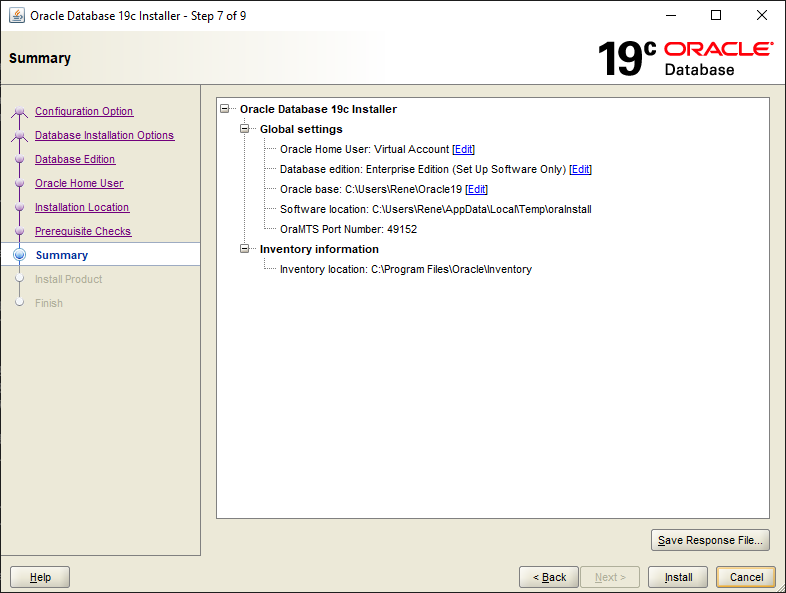 Oracle Database 19c Installer - Step 7 of 9
Summary
19c ORACLE
Database
Configuration Option
Database Installation Options
Database Edition
Oracle Home User
Installation Location
Prerequisite Checks
Summary
Install Product
Finish
Oracle Database 19c Installer
Global settings
Oracle Home User: Virtual Account [Edit]
Database edition: Enterprise Edition (Set Up Software Only) [Edit]
Oracle base: C:\Users\Rene\Oracle19 [Edit]
Software location: C:\Users\Rene\AppData\Local\Temp\oraInstall
OraMTS Port Number: 49152
Inventory information
Inventory location: C:\Program Files\Oracle\Inventory
Save Response File...
Help
< Back
Next >
Install
Cancel